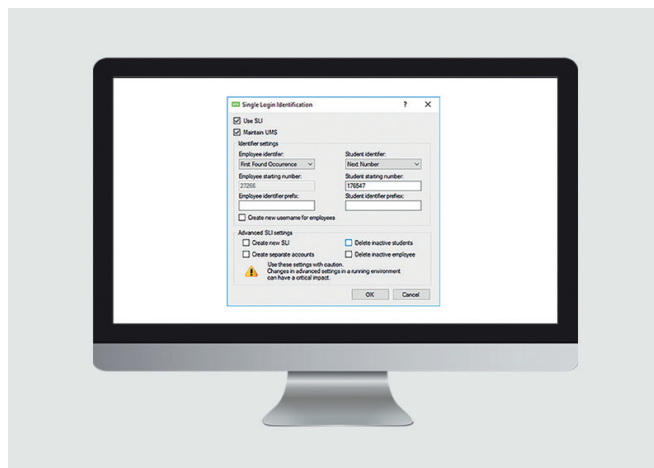 Single Login Identification
Use SLI
Maintain UMS
Identifier settings
Employee identifier: Student identifier:
First Found Occurrence Next Number
Employee starting number: Student starting number:
27266 176547
Employee identifier prefix: Student identifier prefiex:
Create new username for employees
Advanced SLI settings
Create new SLI Delete inactive students
Create separate accounts Delete inactive employee
Use these settings with caution.
Changes in advanced settings in a running environment
can have a critical impact.
OK Cancel